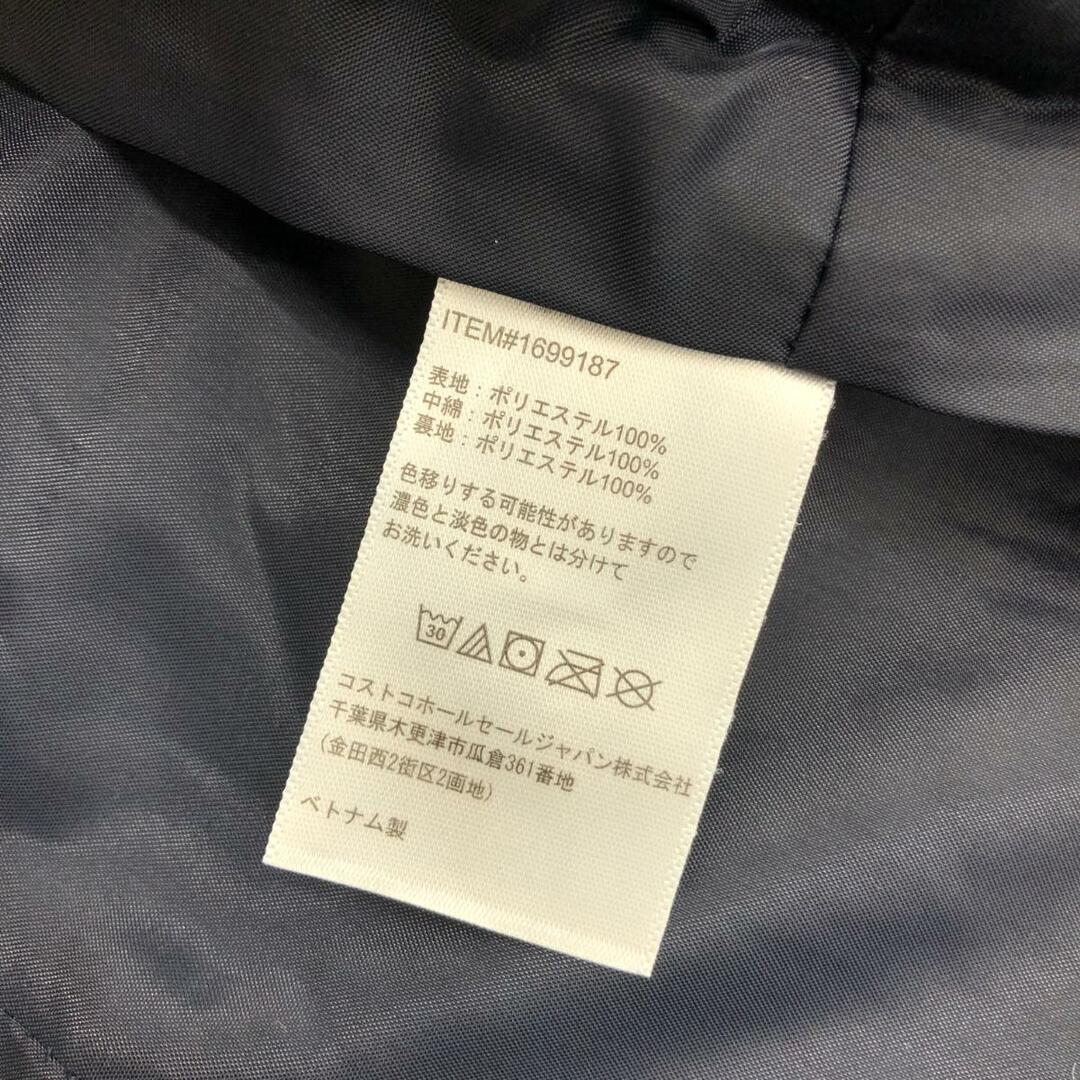 ITEM#1699187
表地：ポリエステル100%
中綿：ポリエステル100%
裏地：ポリエステル100%
色移りする可能性がありますので
濃色と淡色の物とは分けて
お洗いください。
30
コストコホールセールジャパン株式会社
千葉県木更津市瓜倉361番地
(金田西2街区2画地)
ベトナム製